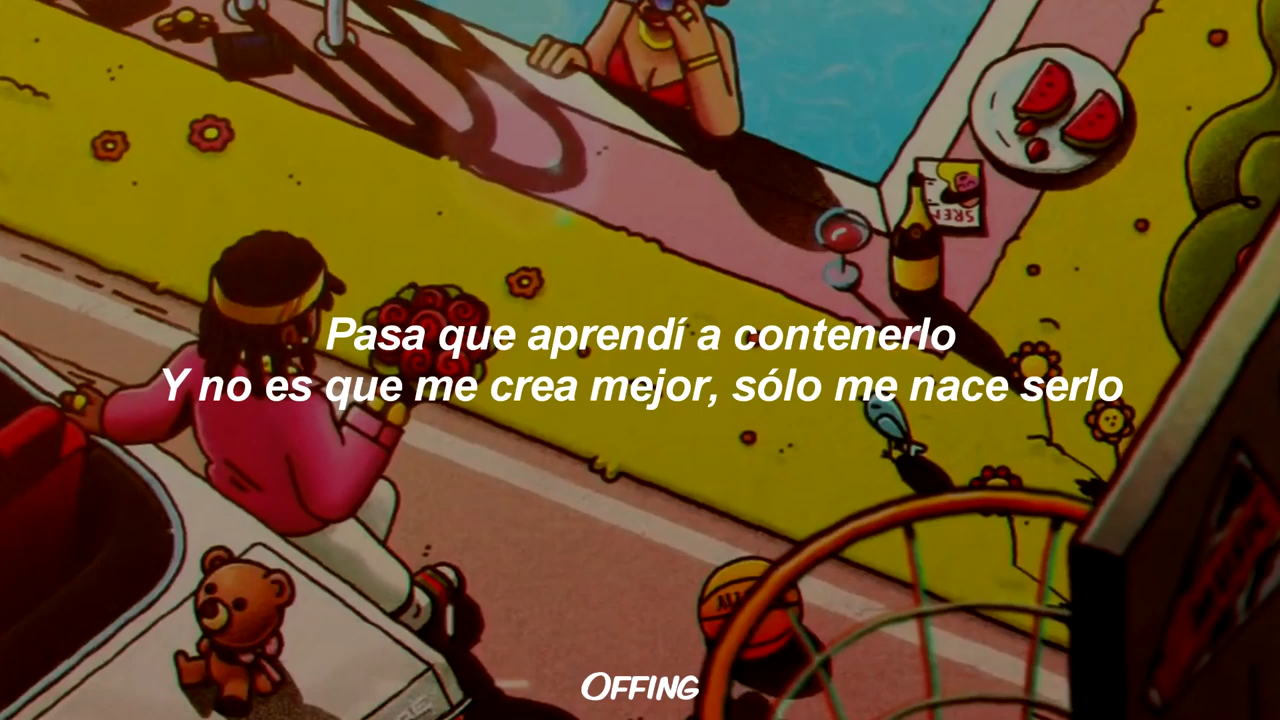 Pasa que aprendí a contenerlo
Y no es que me crea mejor, sólo me nace serlo
OFFING